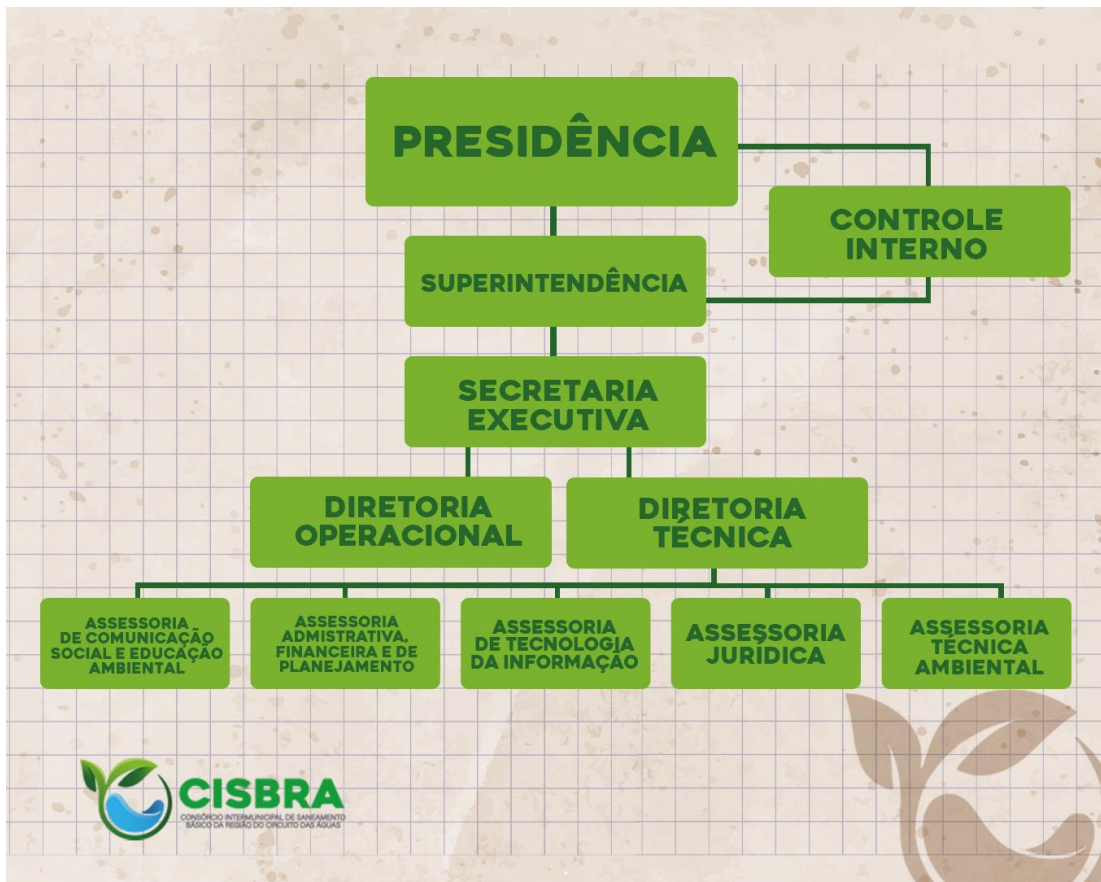 PRESIDÊNCIA
CONTROLE
INTERNO
SUPERINTENDÊNCIA
SECRETARIA
EXECUTIVA
DIRETORIA
OPERACIONAL
DIRETORIA
TÉCNICA
ASSESSORIA
DE COMUNICAÇÃO
SOCIAL E EDUCAÇÃO
AMBIENTAL
ASSESSORIA
ADMISTRATIVA,
FINANCEIRA E DE
PLANEJAMENTO
ASSESSORIA
DE TECNOLOGIA
DA INFORMAÇÃO
ASSESSORIA
JURÍDICA
ASSESSORIA
TÉCNICA
AMBIENTAL
CISBRA
CONSÓRCIO INTERMUNICIPAL DE SANEAMENTO
BÁSICO DA REGIÃO DO CIRCUITO DAS ÁGUAS